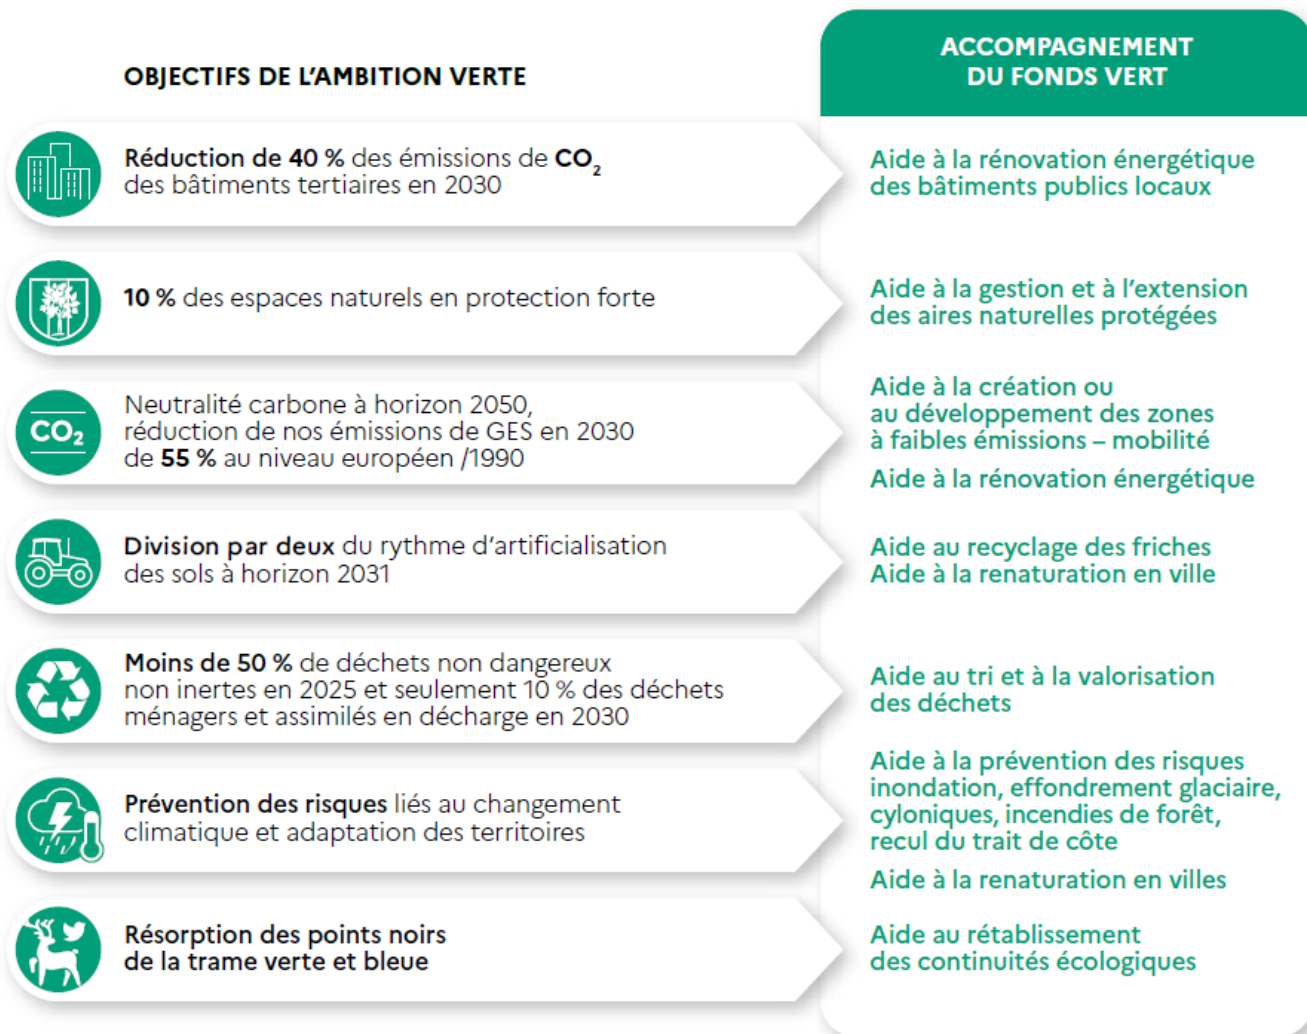 OBJECTIFS DE L'AMBITION VERTE
ACCOMPAGNEMENT
DU FONDS VERT
Réduction de 40 % des émissions de CO₂
des bâtiments tertiaires en 2030
Aide à la rénovation énergétique
des bâtiments publics locaux
10 % des espaces naturels en protection forte
Aide à la gestion et à l'extension
des aires naturelles protégées
CO₂
Neutralité carbone à horizon 2050,
réduction de nos émissions de GES en 2030
de 55 % au niveau européen /1990
Aide à la création ou
au développement des zones
à faibles émissions – mobilité
Aide à la rénovation énergétique
Division par deux du rythme d'artificialisation
des sols à horizon 2031
Aide au recyclage des friches
Aide à la renaturation en ville
Moins de 50 % de déchets non dangereux
non inertes en 2025 et seulement 10 % des déchets
ménagers et assimilés en décharge en 2030
Aide au tri et à la valorisation
des déchets
Prévention des risques liés au changement
climatique et adaptation des territoires
Aide à la prévention des risques
inondation, effondrement glaciaire,
cyloniques, incendies de forêt,
recul du trait de côte
Aide à la renaturation en villes
Résorption des points noirs
de la trame verte et bleue
Aide au rétablissement
des continuités écologiques